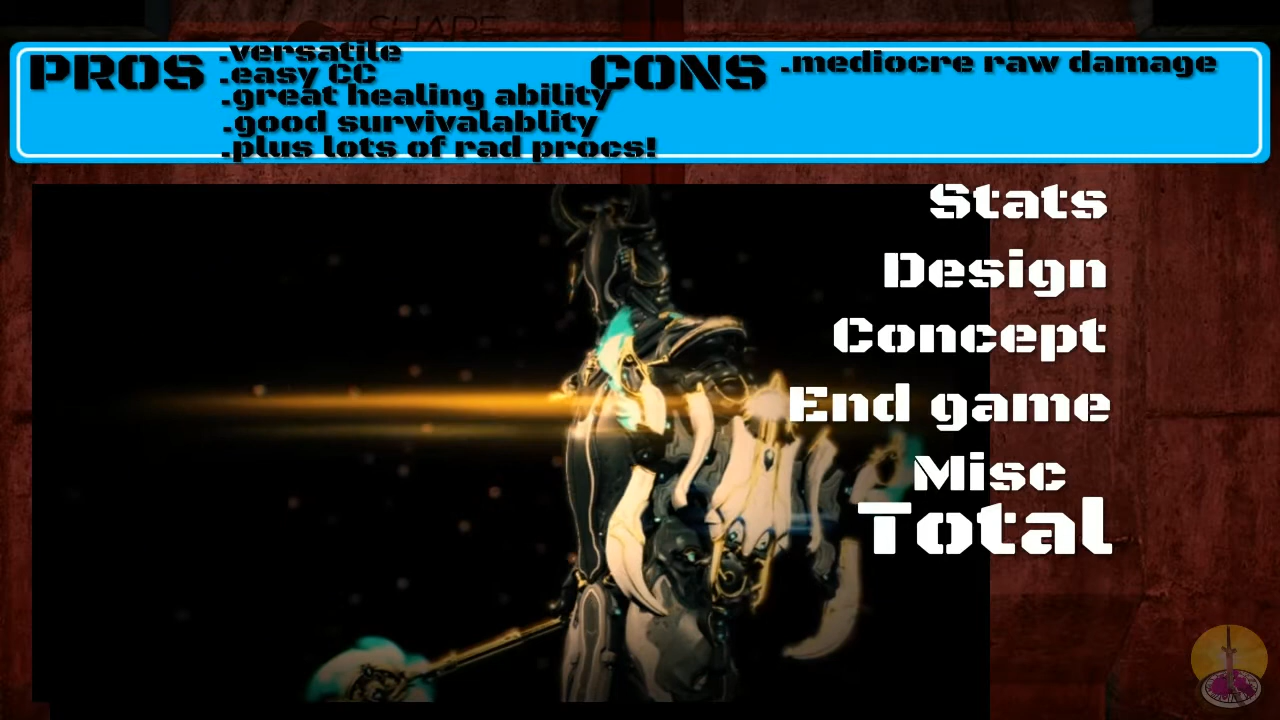 SHAPE
PROS
.versatile
.easy CC
.great healing ability
.good survivalablity
.plus lots of rad procs!
CONS
.mediocre raw damage
Stats
Design
Concept
End game
Misc
Total